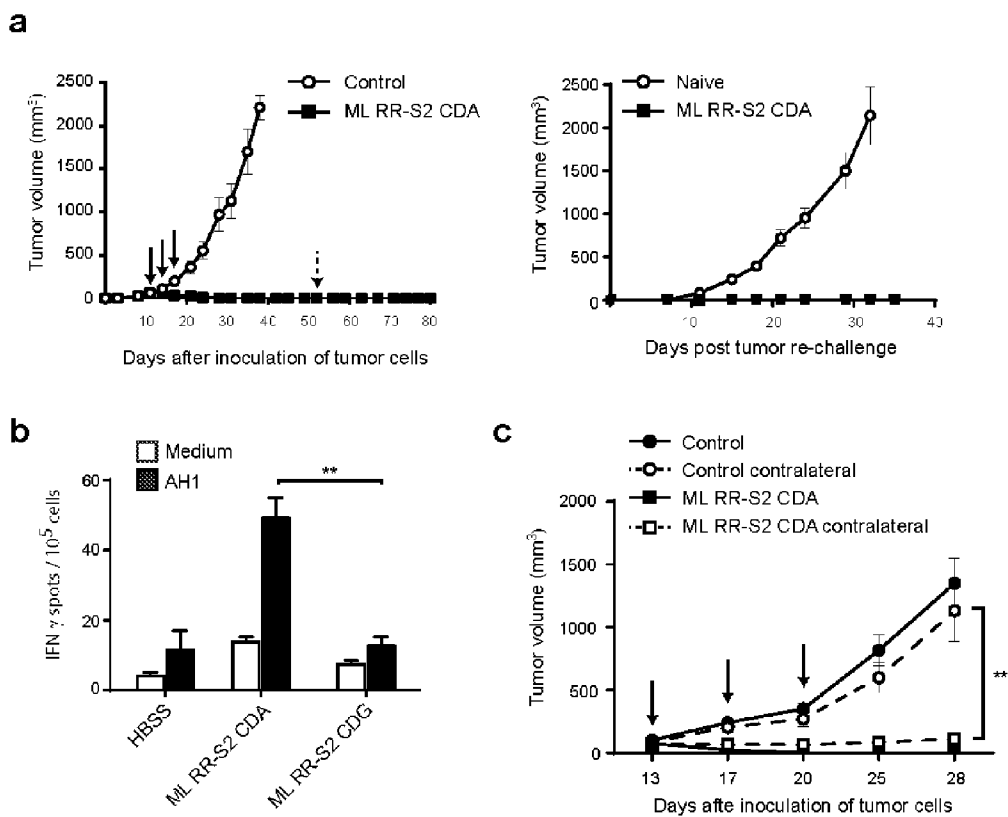 a
Control
ML RR-S2 CDA
Tumor volume (mm3)
2500
2000
1500
1000
500
0
10 20 30 40 50 60 70 80
Days after inoculation of tumor cells
Naive
ML RR-S2 CDA
Tumor volume (mm3)
2500
2000
1500
1000
500
0
10 20 30 40
Days post tumor re-challenge
b
Medium
AH1
IFN γ spots / 10⁵ cells
60
40
20
0
**
HBSS
ML RR-S2 CDA
ML RR-S2 CDG
c
Control
Control contralateral
ML RR-S2 CDA
ML RR-S2 CDA contralateral
Tumor volume (mm3)
2000
1500
1000
500
0
**
13 17 20 25 28
Days afte inoculation of tumor cells